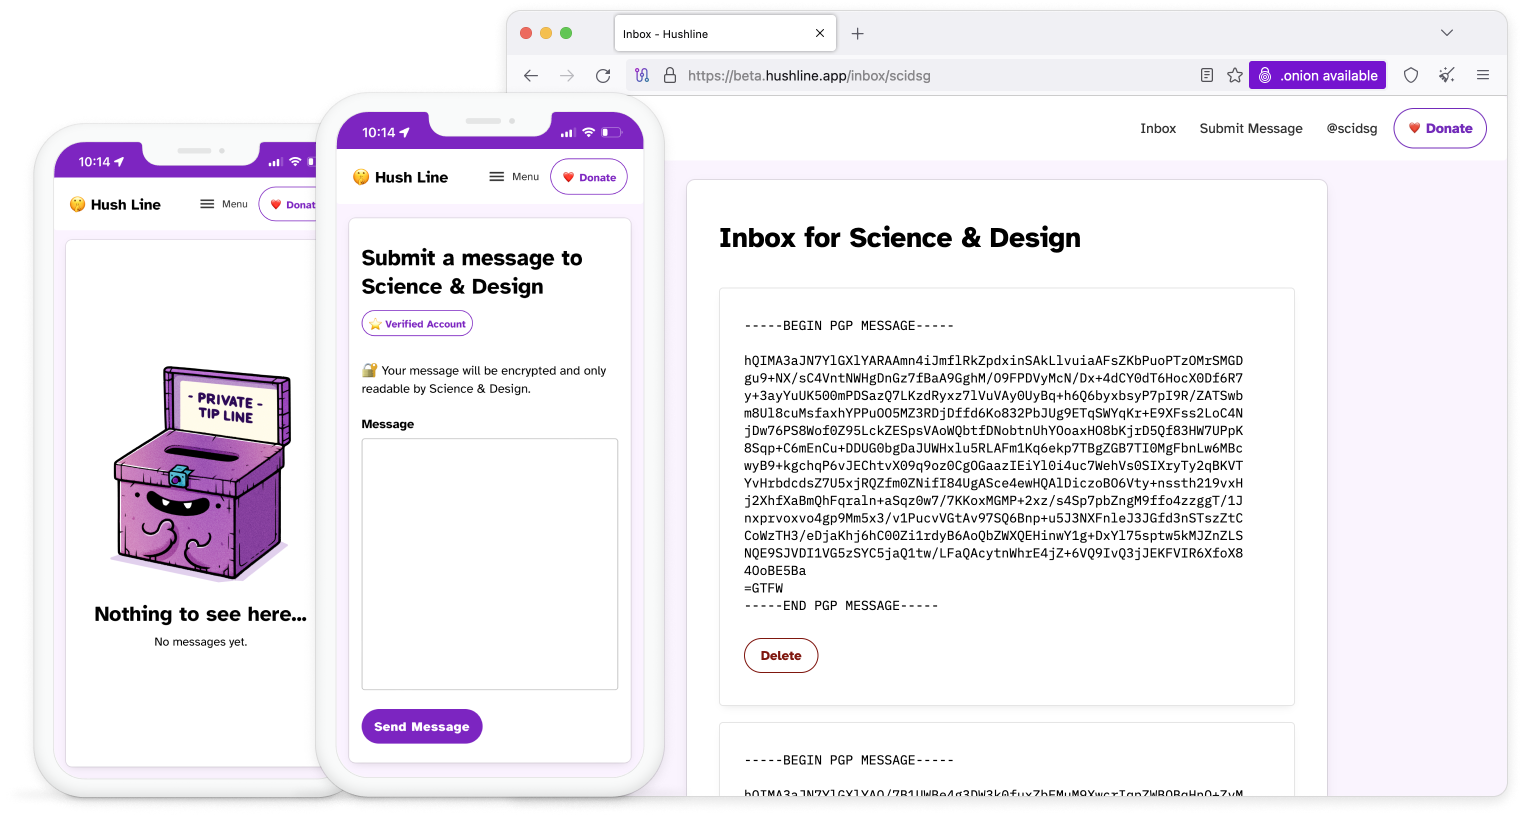 10:14
Hush Line
Menu
Donat
- PRIVATE -
TIP LINE
Nothing to see here...
No messages yet.
10:14
Hush Line
Menu
Donate
Submit a message to
Science & Design
Verified Account
Your message will be encrypted and only
readable by Science & Design.
Message
Send Message
Inbox - Hushline
https://beta.hushline.app/inbox/scidsg
.onion available
Inbox
Submit Message
@scidsg
Donate
Inbox for Science & Design
-----BEGIN PGP MESSAGE-----
hQIMA3aJN7YlGXlYARAAmn4iJmflRkZpdxinSAkLlvuiaAFsZKbPuoPTzOMrSMGD
gu9+NX/sC4VntNWHgDnGz7fBaA9GghM/O9FPDVyMcN/Dx+4dCY0dT6HocX0Df6R7
y+3ayYuUK500mPDSazQ7LKzdRyxz7lVuVAy0UyBq+h6Q6byxbsyP7pI9R/ZATSwb
m8Ul8cuMsfaxhYPPuOO5MZ3RDjDffd6Ko832PbJUg9ETqSWYqKr+E9XFss2LoC4N
jDw76PS8Wof0Z95LckZESpsVAoWQbtfDNobtnUhYOoaxHO8bKjrD5Qf83HW7UPpK
8Sqp+C6mEnCu+DDUG0bgDaJUWHxlu5RLAFm1Kq6ekp7TBgZGB7TI0MgFbnLw6MBc
wyB9+kgchqP6vJEChtvX09q9oz0CgOGaazIEiYl0i4uc7WehVs0SIXryTy2qBKVT
YvHrbdcdsZ7U5xjRQZfm0ZNifI84UgASce4ewHQAlDiczoBO6Vty+nssth219vxH
j2XhfXaBmQhFqraln+aSqz0w7/7KKoxMGMP+2xz/s4Sp7pbZngM9ffo4zzggT/1J
nxprvoxvo4gp9Mm5x3/v1PucvVGtAv97SQ6Bnp+u5J3NXFnleJ3JGfd3nSTszZtC
CoWzTH3/eDjaKhj6hC00Zi1rdyB6AoQbZWXQEHinwY1g+DxYl75sptw5kMJZnZLS
NQE9SJVDI1VG5zSYC5jaQ1tw/LFaQAcytnWhrE4jZ+6VQ9IvQ3jJEKFVIR6XfoX8
4OoBE5Ba
=GTFW
-----END PGP MESSAGE-----
Delete
-----BEGIN PGP MESSAGE-----